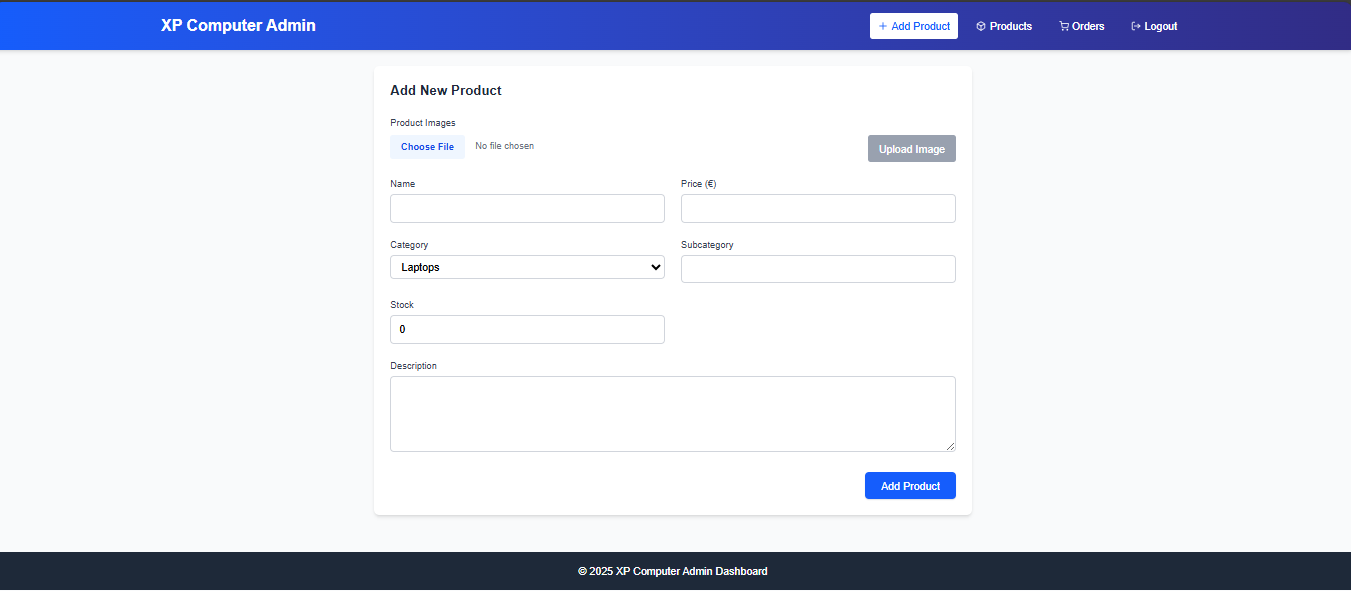 XP Computer Admin
Add Product
Products
Orders
Logout
Add New Product
Product Images
Choose File
No file chosen
Upload Image
Name
Price (€)
Category
Subcategory
Laptops
Stock
0
Description
Add Product
© 2025 XP Computer Admin Dashboard